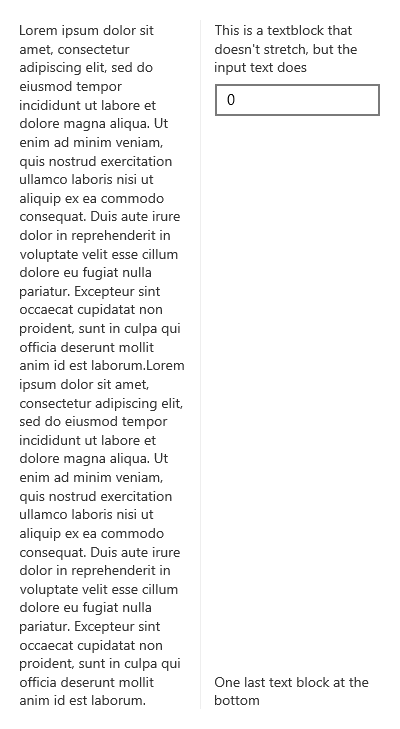 Lorem ipsum dolor sit
amet, consectetur
adipiscing elit, sed do
eiusmod tempor
incididunt ut labore et
dolore magna aliqua. Ut
enim ad minim veniam,
quis nostrud exercitation
ullamco laboris nisi ut
aliquip ex ea commodo
consequat. Duis aute irure
dolor in reprehenderit in
voluptate velit esse cillum
dolore eu fugiat nulla
pariatur. Excepteur sint
occaecat cupidatat non
proident, sunt in culpa qui
officia deserunt mollit
anim id est laborum.Lorem
ipsum dolor sit amet,
consectetur adipiscing elit,
sed do eiusmod tempor
incididunt ut labore et
dolore magna aliqua. Ut
enim ad minim veniam,
quis nostrud exercitation
ullamco laboris nisi ut
aliquip ex ea commodo
consequat. Duis aute irure
dolor in reprehenderit in
voluptate velit esse cillum
dolore eu fugiat nulla
pariatur. Excepteur sint
occaecat cupidatat non
proident, sunt in culpa qui
officia deserunt mollit
anim id est laborum.
This is a textblock that
doesn't stretch, but the
input text does
0
One last text block at the
bottom